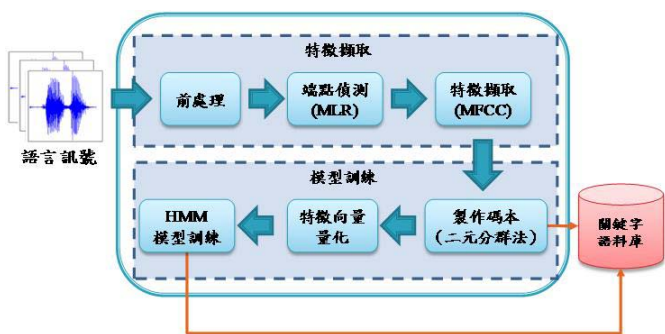 特徵擷取
前處理
端點偵測
(MLR)
特徵擷取
(MFCC)
語言訊號
模型訓練
HMM
模型訓練
特徵向量
量化
製作碼本
(二元分群法)
關鍵字
語料庫